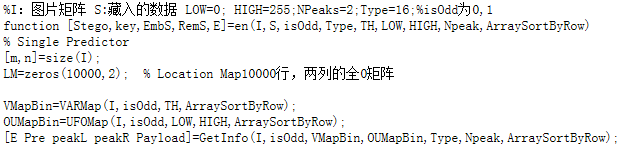 %I：图片矩阵 S:藏入的数据 LOW=0; HIGH=255;NPeaks=2;Type=16;%isOdd为0,1
function [Stego,key,EmbS,RemS,E]=en(I,S,isOdd,Type,TH,LOW,HIGH,Npeak,ArraySortByRow)
% Single Predictor
[m,n]=size(I);
LM=zeros(10000,2);  % Location Map10000行，两列的全0矩阵
VMapBin=VARMap(I,isOdd,TH,ArraySortByRow);
OUMapBin=UFOMap(I,isOdd,LOW,HIGH,ArraySortByRow);
[E Pre peakL peakR Payload]=GetInfo(I,isOdd,VMapBin,OUMapBin,Type,Npeak,ArraySortByRow);